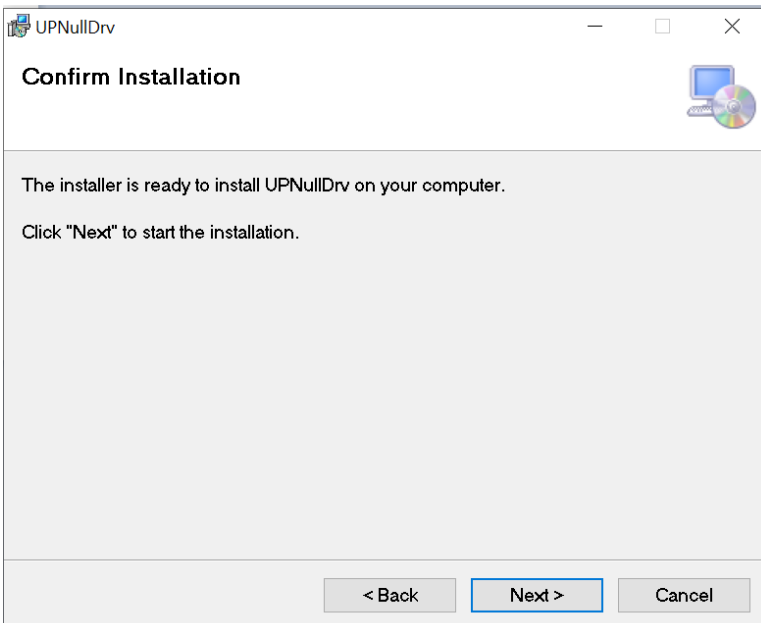 UPNullDrv
Confirm Installation
The installer is ready to install UPNullDrv on your computer.
Click "Next" to start the installation.
< Back
Next >
Cancel